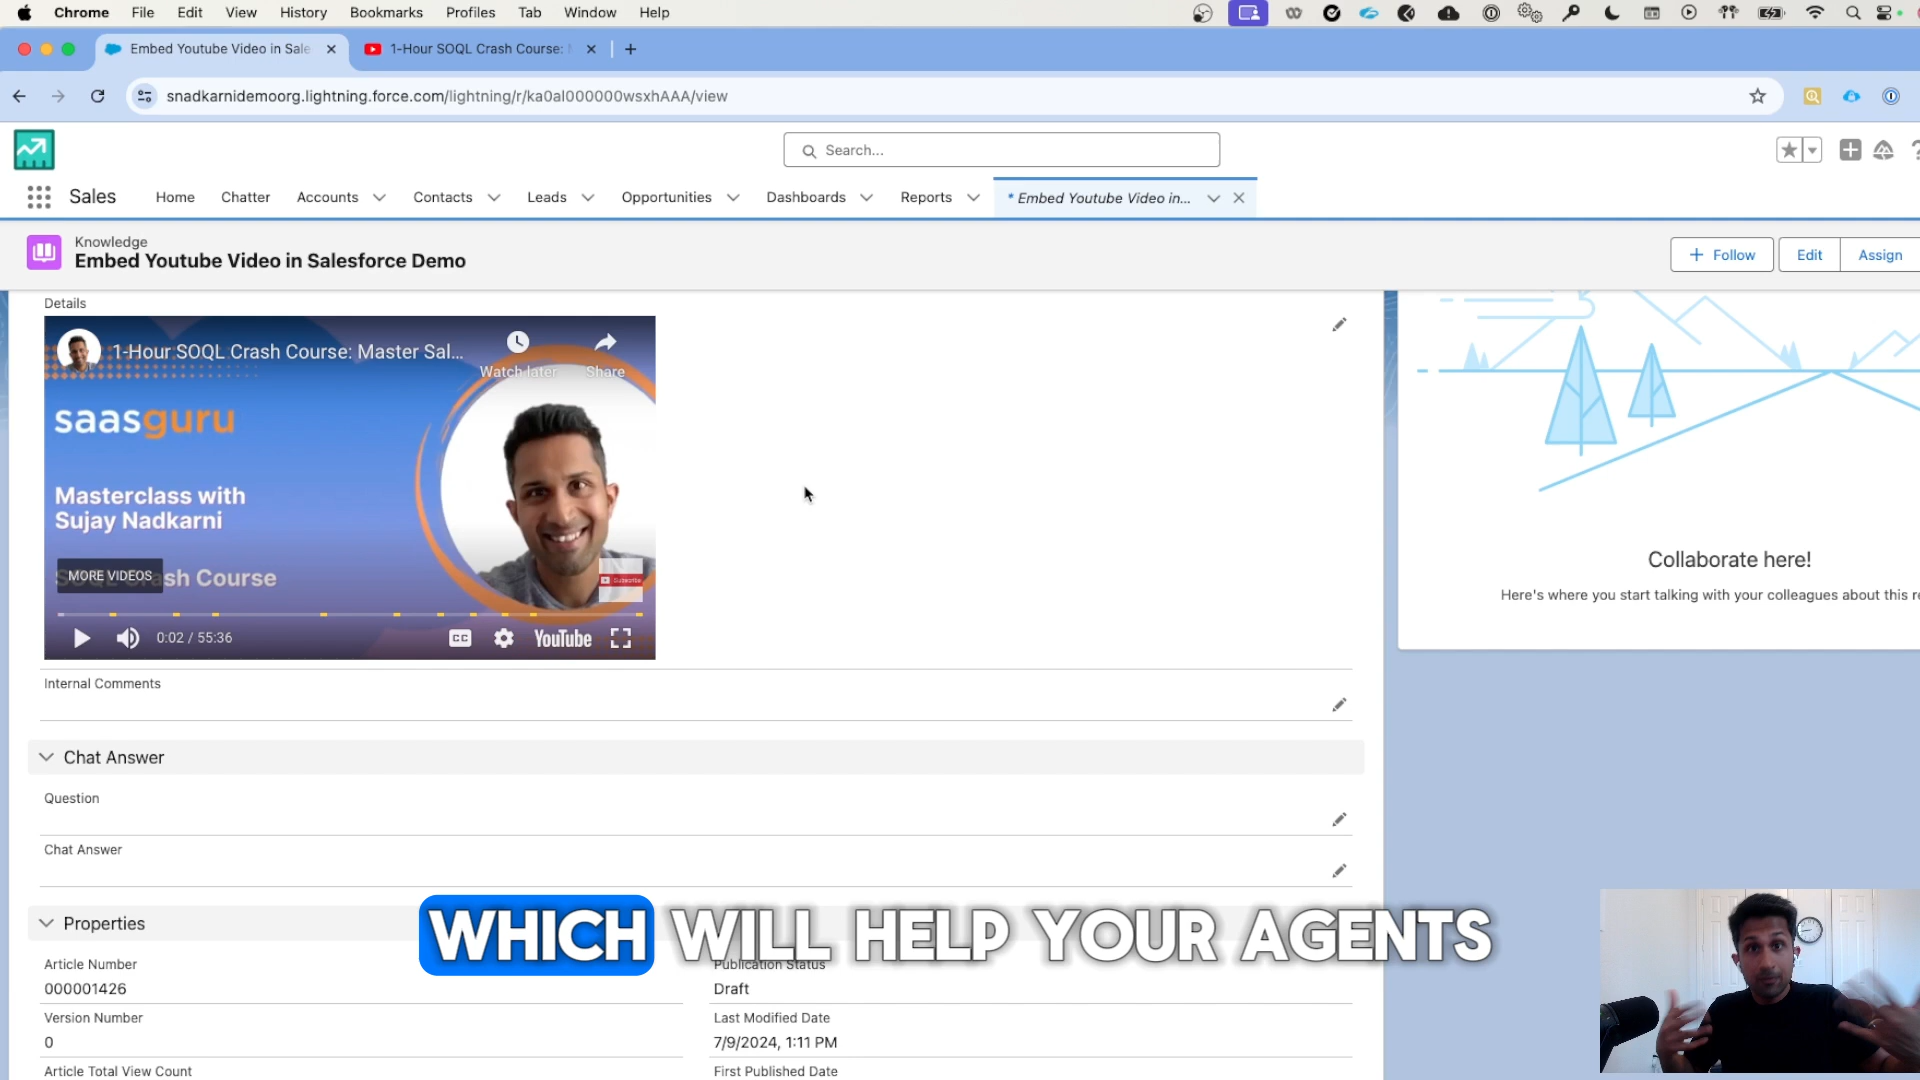 Chrome File Edit View History Bookmarks Profiles Tab Window Help
Embed Youtube Video in Sale
1-Hour SOQL Crash Course:
snadkarnidemoorg.lightning.force.com/lightning/r/ka0al000000wsxhAAA/view
Search...
Sales Home Chatter Accounts Contacts Leads Opportunities Dashboards Reports * Embed Youtube Video in...
Knowledge
Embed Youtube Video in Salesforce Demo
+ Follow Edit Assign
Details
1-Hour SOQL Crash Course: Master Sal...
Watch later Share
saasguru
Masterclass with
Sujay Nadkarni
MORE VIDEOS
sh Course
Subscribe
0:02 / 55:36
CC
YouTube
Collaborate here!
Here's where you start talking with your colleagues about this re
Internal Comments
Chat Answer
Question
Chat Answer
Properties
WHICH WILL HELP YOUR AGENTS
Article Number
000001426
Publication Status
Draft
Version Number
0
Last Modified Date
7/9/2024, 1:11 PM
Article Total View Count
First Published Date